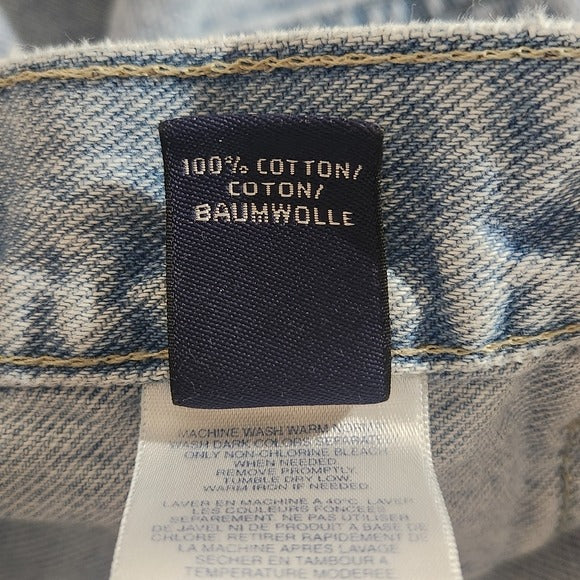 100% COTTON/
COTON/
BAUMWOLLE
MACHINE WASH WARM
WASH DARK COLORS SEPARATELY
ONLY NON-CHLORINE BLEACH
WHEN NEEDED.
REMOVE PROMPTLY.
TUMBLE DRY LOW.
WARM IRON IF NEEDED.
LAVER EN MACHINE A 40°C. LAVER
LES COULEURS FONCEES
SEPAREMENT. NE PAS UTILISER
DE JAVEL NI DE PRODUIT A BASE DE
CHLORE. RETIRER RAPIDEMENT DE
LA MACHINE APRES LAVAGE.
SECHER EN TAMBOUR A
TEMPERATURE MODEREE